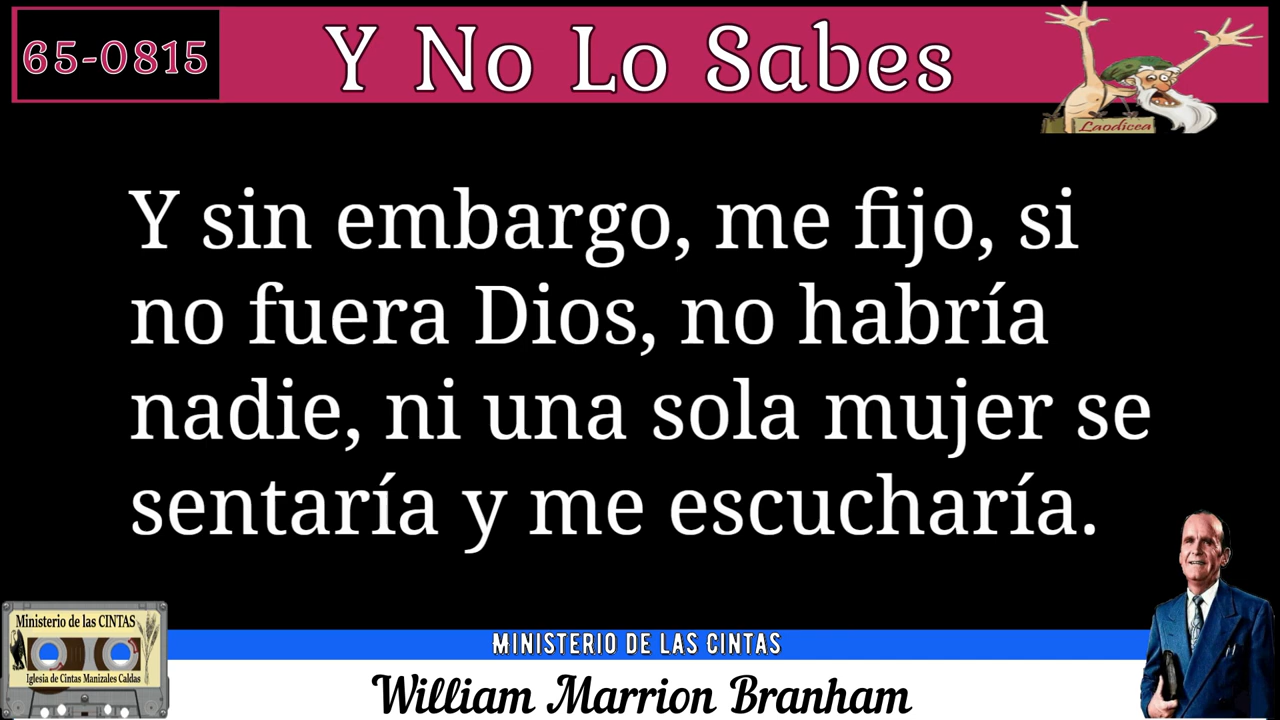 65-0815
Y No Lo Sabes
Laodicea
Y sin embargo, me fijo, si
no fuera Dios, no habría
nadie, ni una sola mujer se
sentaría y me escucharía.
Ministerio de las CINTAS
Iglesia de Cintas Manizales Caldas
MINISTERIO DE LAS CINTAS
William Marrion Branham